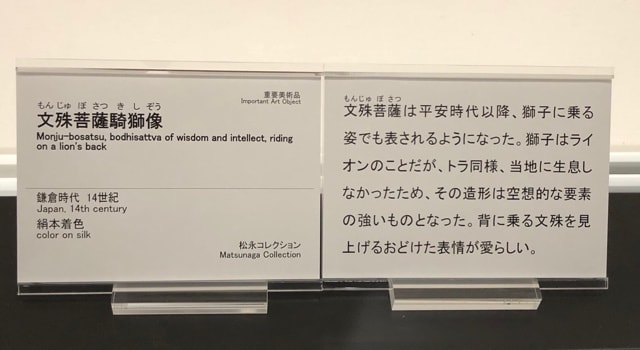 重要美術品
Important Art Object
もんじゅ ぼ さつ き し ぞう
文殊菩薩騎獅像
Monju-bosatsu, bodhisattva of wisdom and intellect, riding
on a lion's back
鎌倉時代 14世紀
Japan, 14th century
絹本着色
color on silk
松永コレクション
Matsunaga Collection
もんじゅ ぼ さつ
文殊菩薩は平安時代以降、獅子に乗る
姿でも表されるようになった。獅子はライ
オンのことだが、トラ同様、当地に生息し
なかったため、その造形は空想的な要素
の強いものとなった。背に乗る文殊を見
上げるおどけた表情が愛らしい。